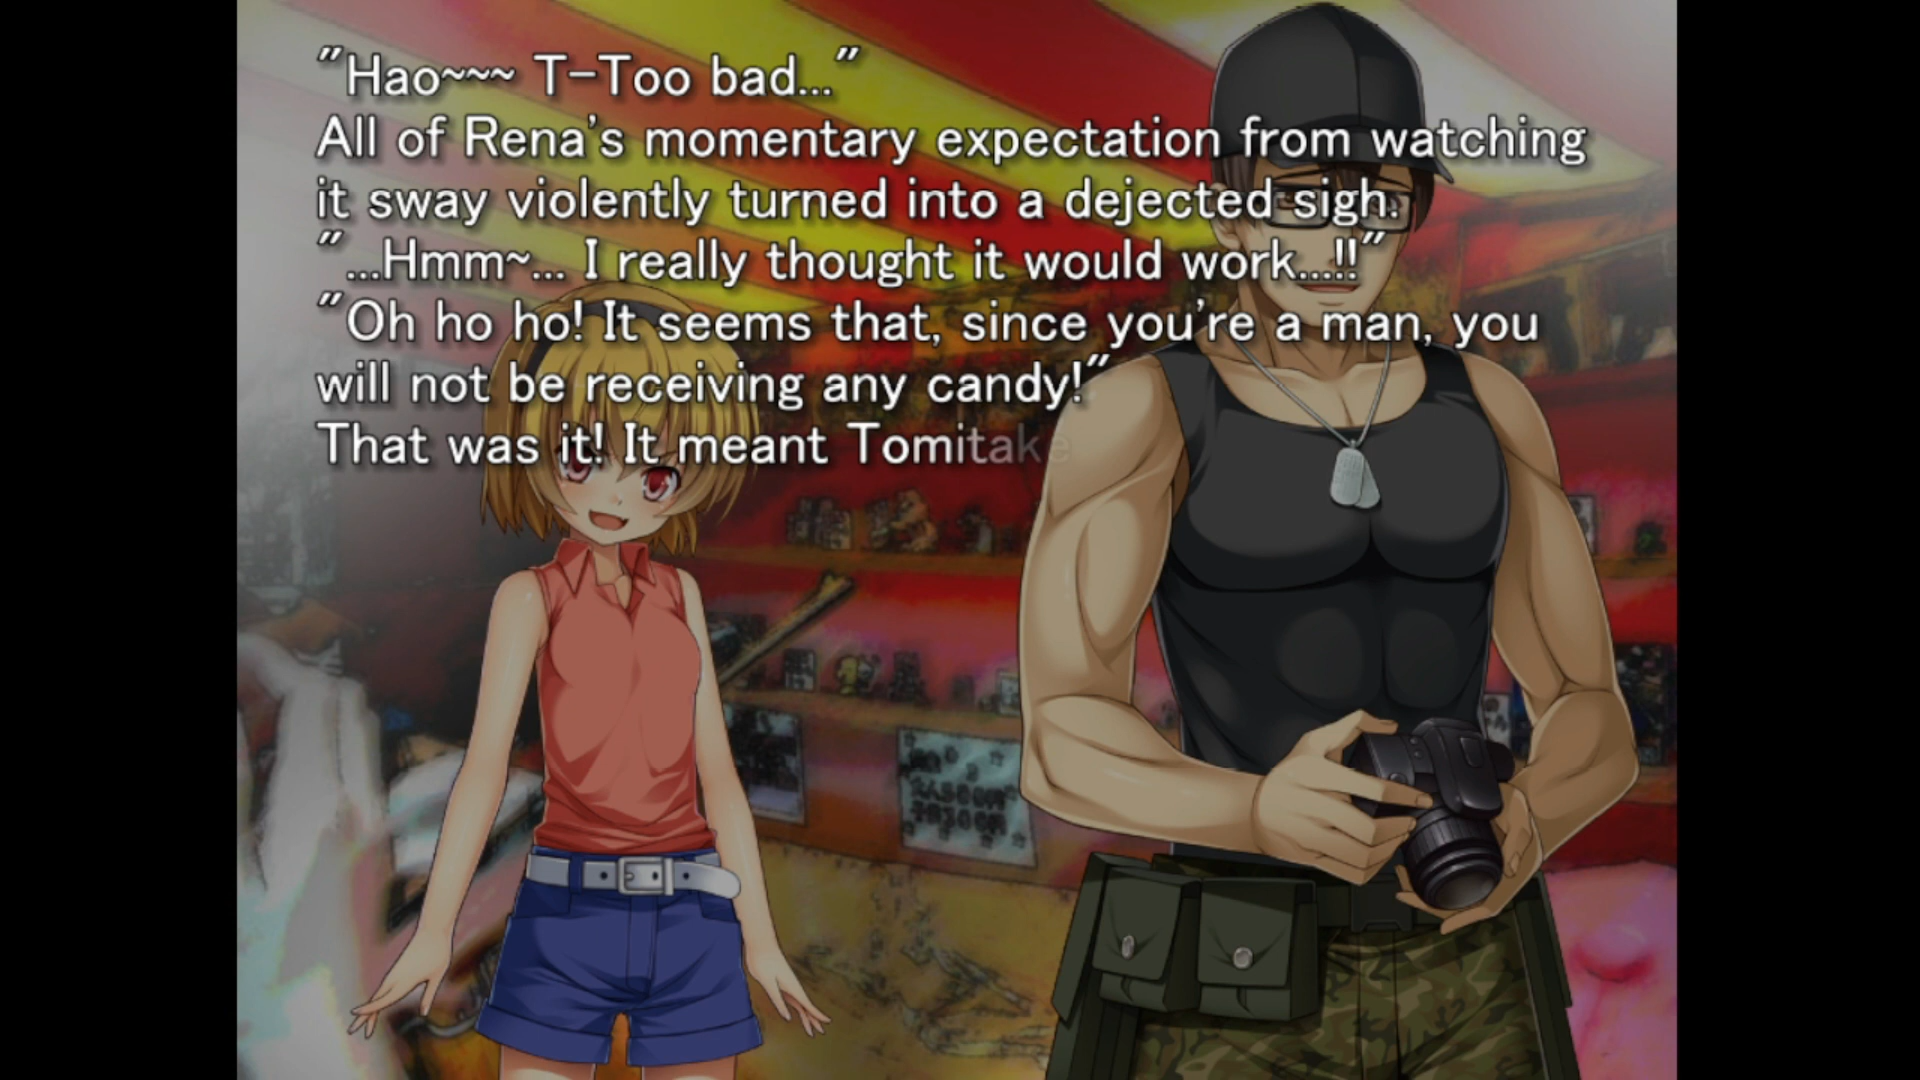 "Hao~~~ T-Too bad..."
All of Rena's momentary expectation from watching
it sway violently turned into a dejected sigh.
"...Hmm~... I really thought it would work...!!"
"Oh ho ho! It seems that, since you're a man, you
will not be receiving any candy!"
That was it! It meant Tomitake